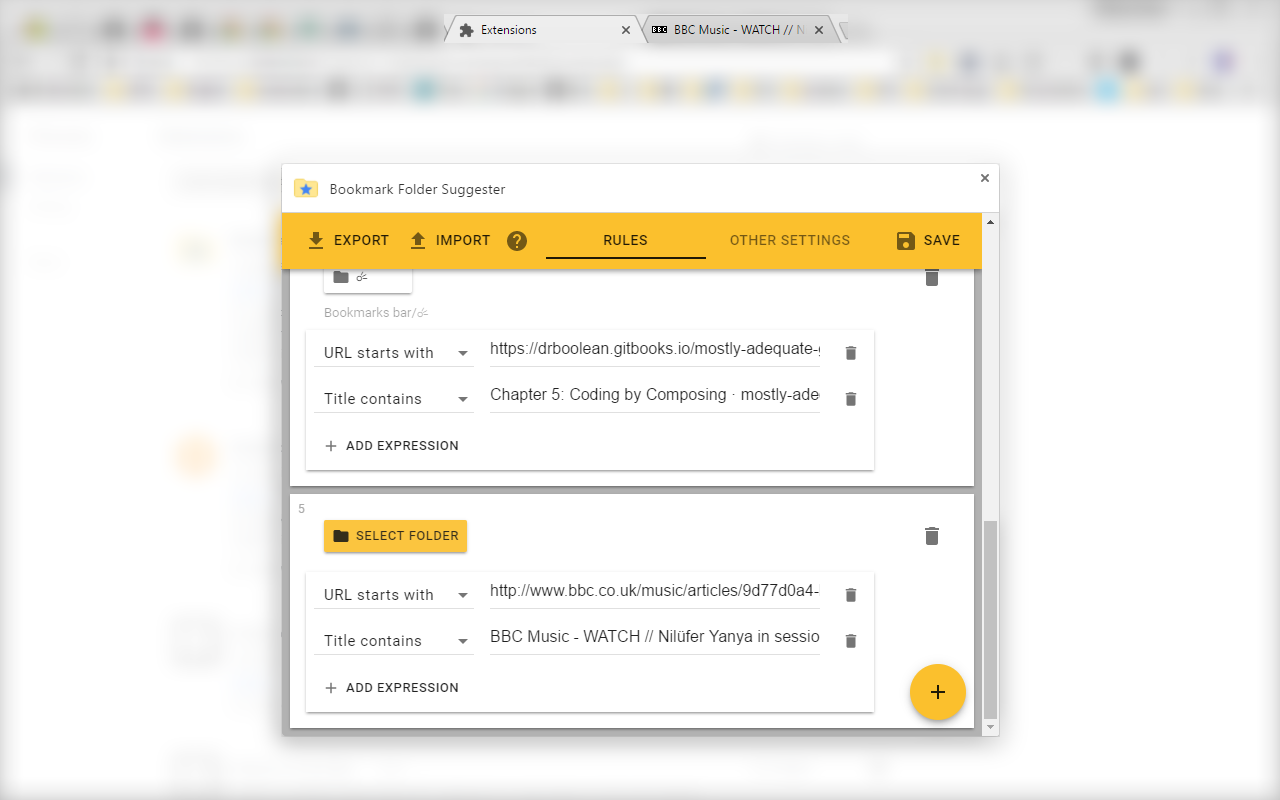 Extensions
BBC BBC Music - WATCH // N
Bookmark Folder Suggester
EXPORT IMPORT ? RULES OTHER SETTINGS SAVE
Bookmarks bar/
URL starts with https://drboolean.gitbooks.io/mostly-adequate-
Title contains Chapter 5: Coding by Composing · mostly-ade
+ ADD EXPRESSION
5
SELECT FOLDER
URL starts with http://www.bbc.co.uk/music/articles/9d77d0a4-
Title contains BBC Music - WATCH // Nilüfer Yanya in sessio
+ ADD EXPRESSION